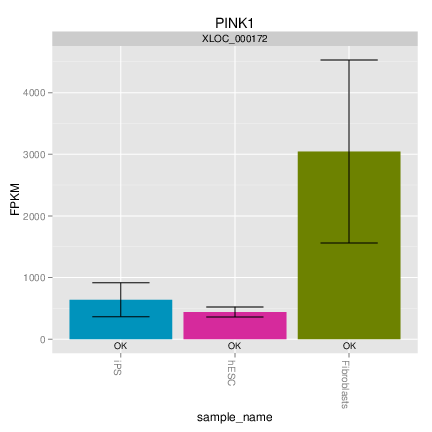 PINK1
XLOC_000172
FPKM
4000
3000
2000
1000
0
OK OK OK
iPS hESC Fibroblasts
sample_name